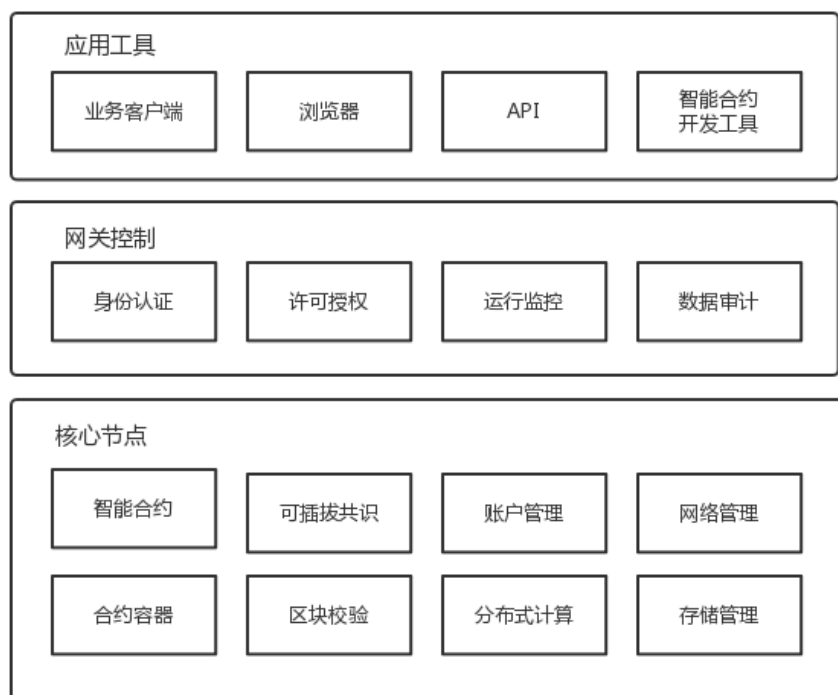 应用工具
业务客户端
浏览器
API
智能合约
开发工具
网关控制
身份认证
许可授权
运行监控
数据审计
核心节点
智能合约
可插拔共识
账户管理
网络管理
合约容器
区块校验
分布式计算
存储管理